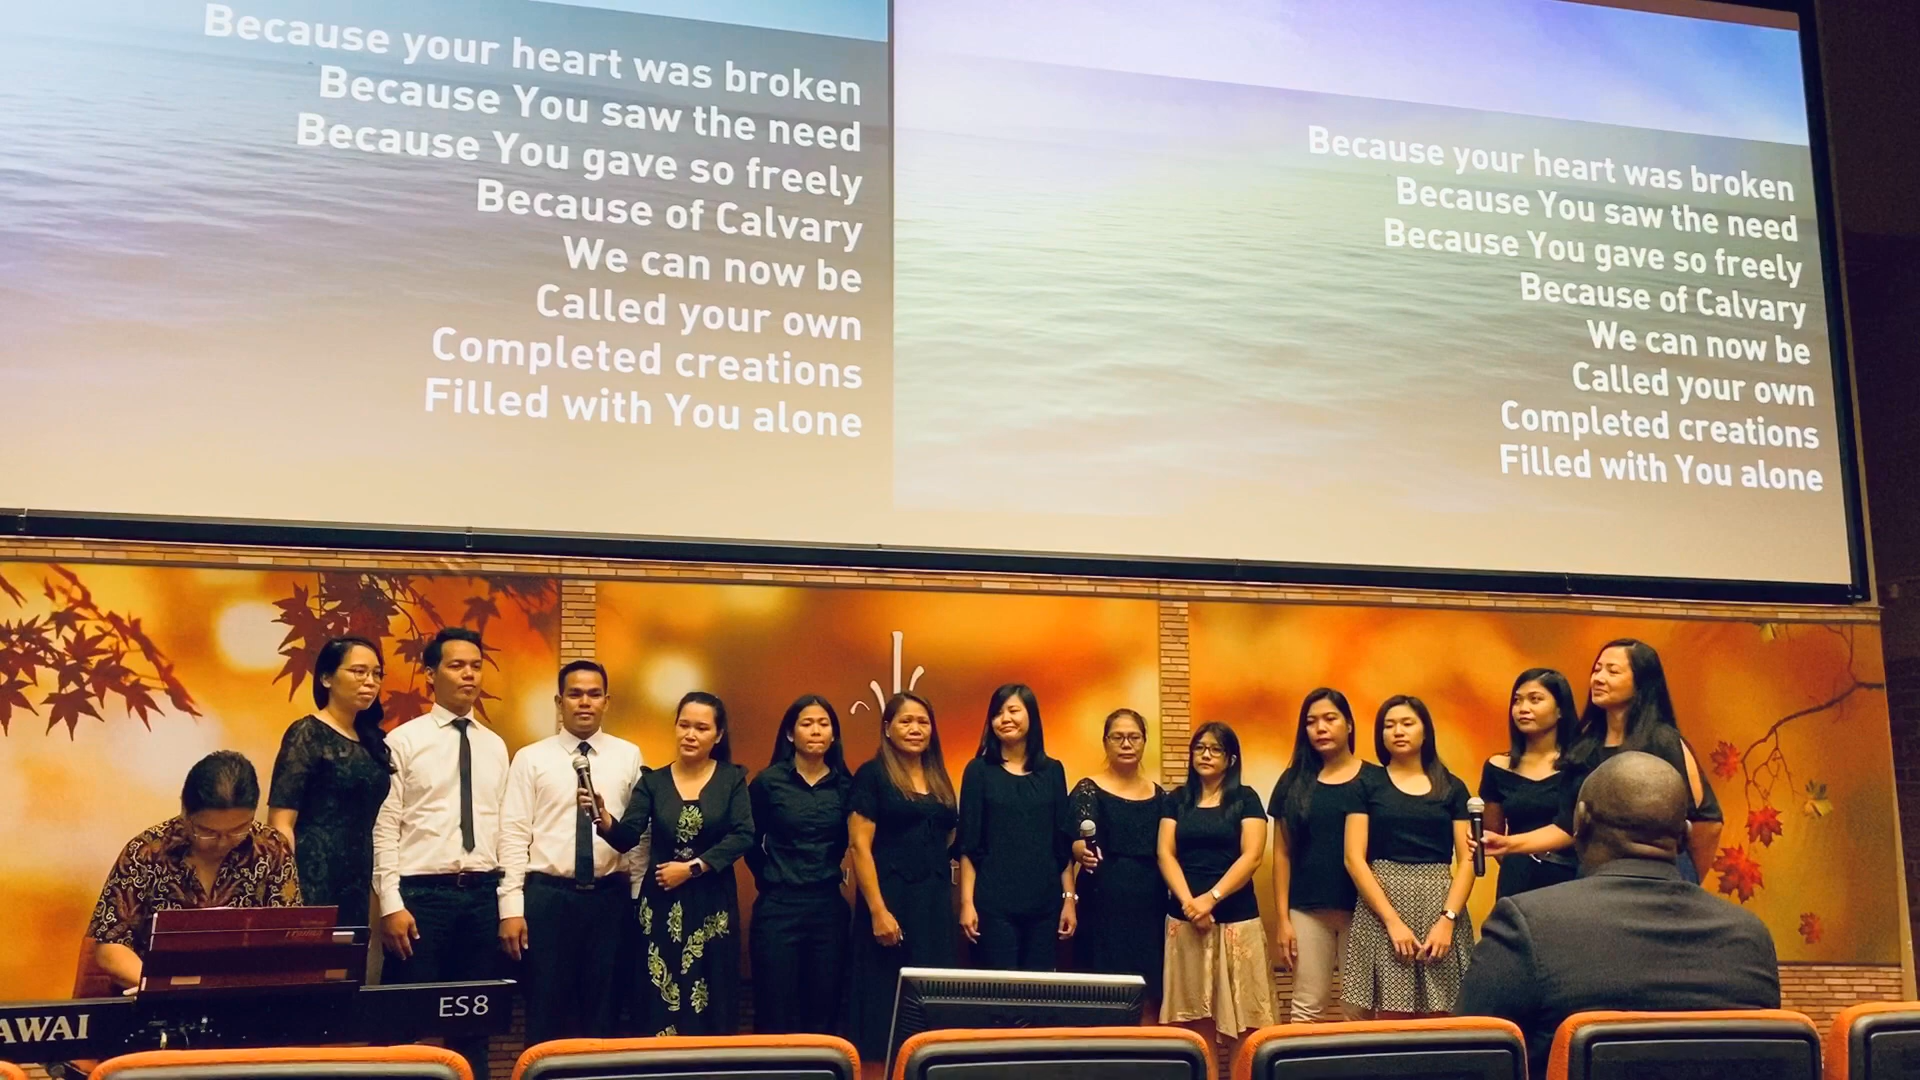 Because your heart was broken
Because You saw the need
Because You gave so freely
Because of Calvary
We can now be
Called your own
Completed creations
Filled with You alone
Because your heart was broken
Because You saw the need
Because You gave so freely
Because of Calvary
We can now be
Called your own
Completed creations
Filled with You alone
AWAI
ES8